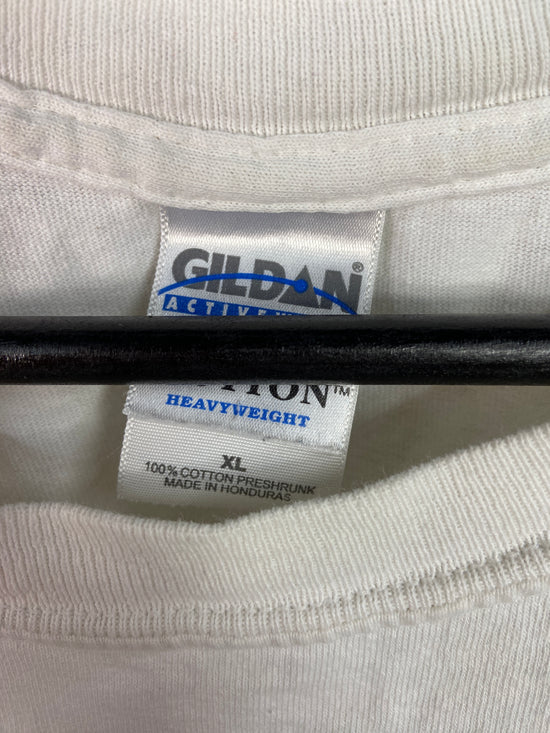 GILDAN®
HEAVYWEIGHT
XL
100% COTTON PRESHRUNK
MADE IN HONDURAS